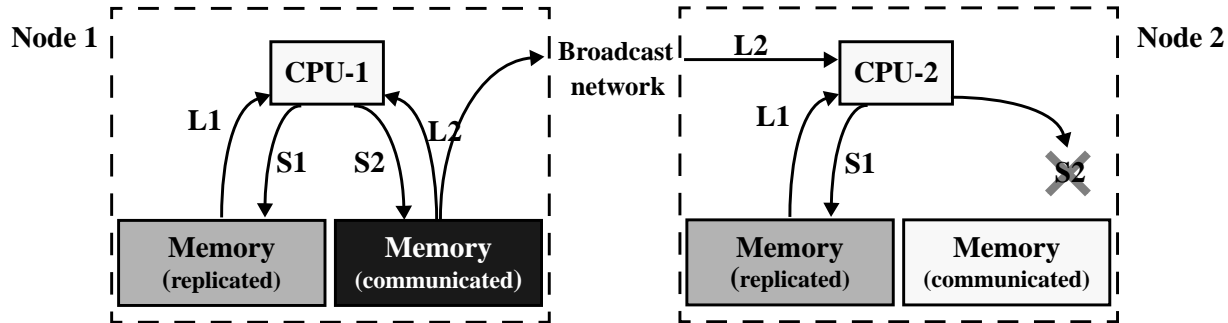 Node 1
CPU-1
L1
S1
S2
L2
Memory
(replicated)
Memory
(communicated)
Broadcast
network
L2
Node 2
CPU-2
L1
S1
S2
Memory
(replicated)
Memory
(communicated)